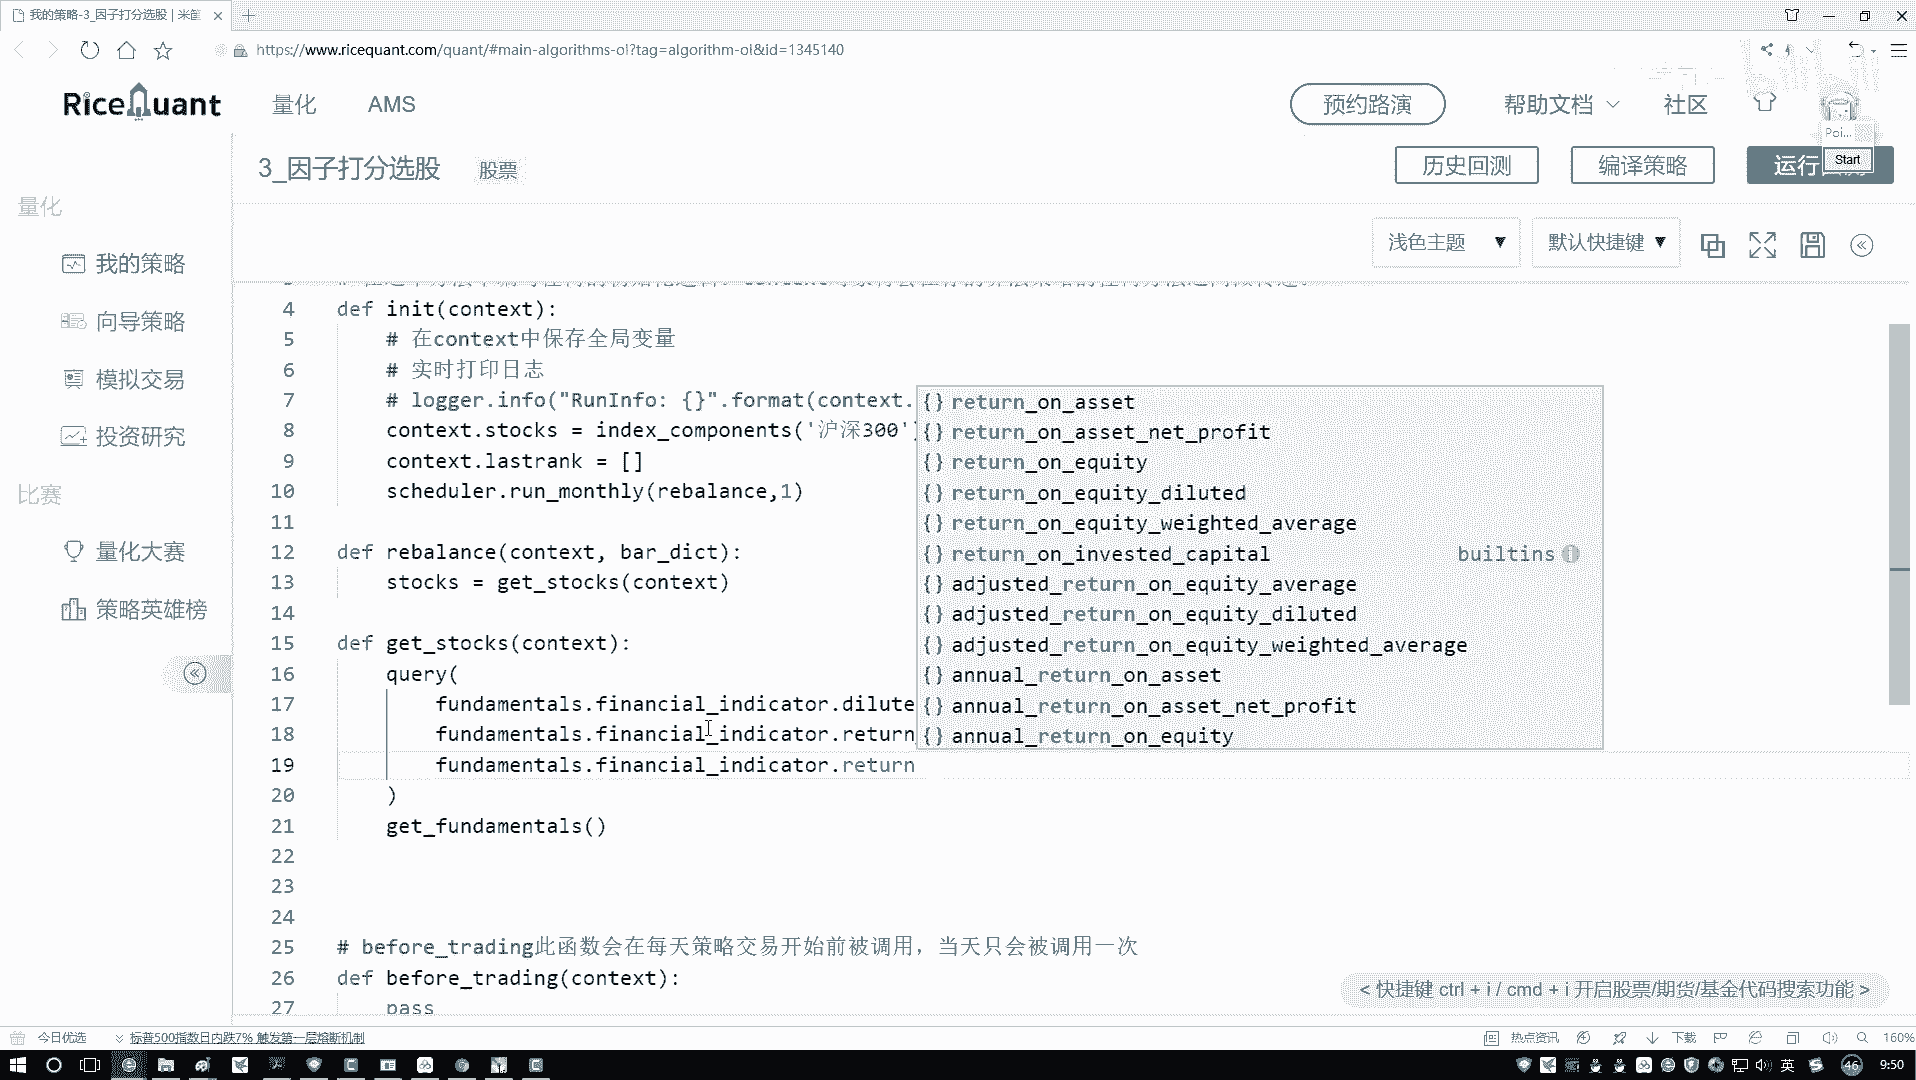 我的策略-3_因子打分选股 | 米筐
https://www.ricequant.com/quant/#main-algorithms-ol?tag=algorithm-ol&id=1345140
RiceQuant
量化
AMS
预约路演
帮助文档
社区
Poi...
Start
3_因子打分选股
股票
历史回测
编译策略
运行
量化
我的策略
向导策略
模拟交易
投资研究
比赛
量化大赛
策略英雄榜
浅色主题 ▼
默认快捷键 ▼
4 def init(context):
5 # 在context中保存全局变量
6 # 实时打印日志
7 # logger.info("RunInfo: {}".format(context.
8 context.stocks = index_components('沪深300')
9 context.lastrank = []
10 scheduler.run_monthly(rebalance,1)
11
12 def rebalance(context, bar_dict):
13 stocks = get_stocks(context)
14
15 def get_stocks(context):
16 query(
17 fundamentals.financial_indicator.dilute
18 fundamentals.financial_indicator.return
19 fundamentals.financial_indicator.return
20 )
21 get_fundamentals()
22
23
24
25 # before_trading此函数会在每天策略交易开始前被调用，当天只会被调用一次
26 def before_trading(context):
27 pass
{} return_on_asset
{} return_on_asset_net_profit
{} return_on_equity
{} return_on_equity_diluted
{} return_on_equity_weighted_average
{} return_on_invested_capital builtins
{} adjusted_return_on_equity_average
{} adjusted_return_on_equity_diluted
{} adjusted_return_on_equity_weighted_average
{} annual_return_on_asset
{} annual_return_on_asset_net_profit
{} annual_return_on_equity
< 快捷键 ctrl + i / cmd + i 开启股票/期货/基金代码搜索功能 >
今日优选
标普500指数日内跌7% 触发第一层熔断机制
热点资讯
下载
160%
英
46
9:50